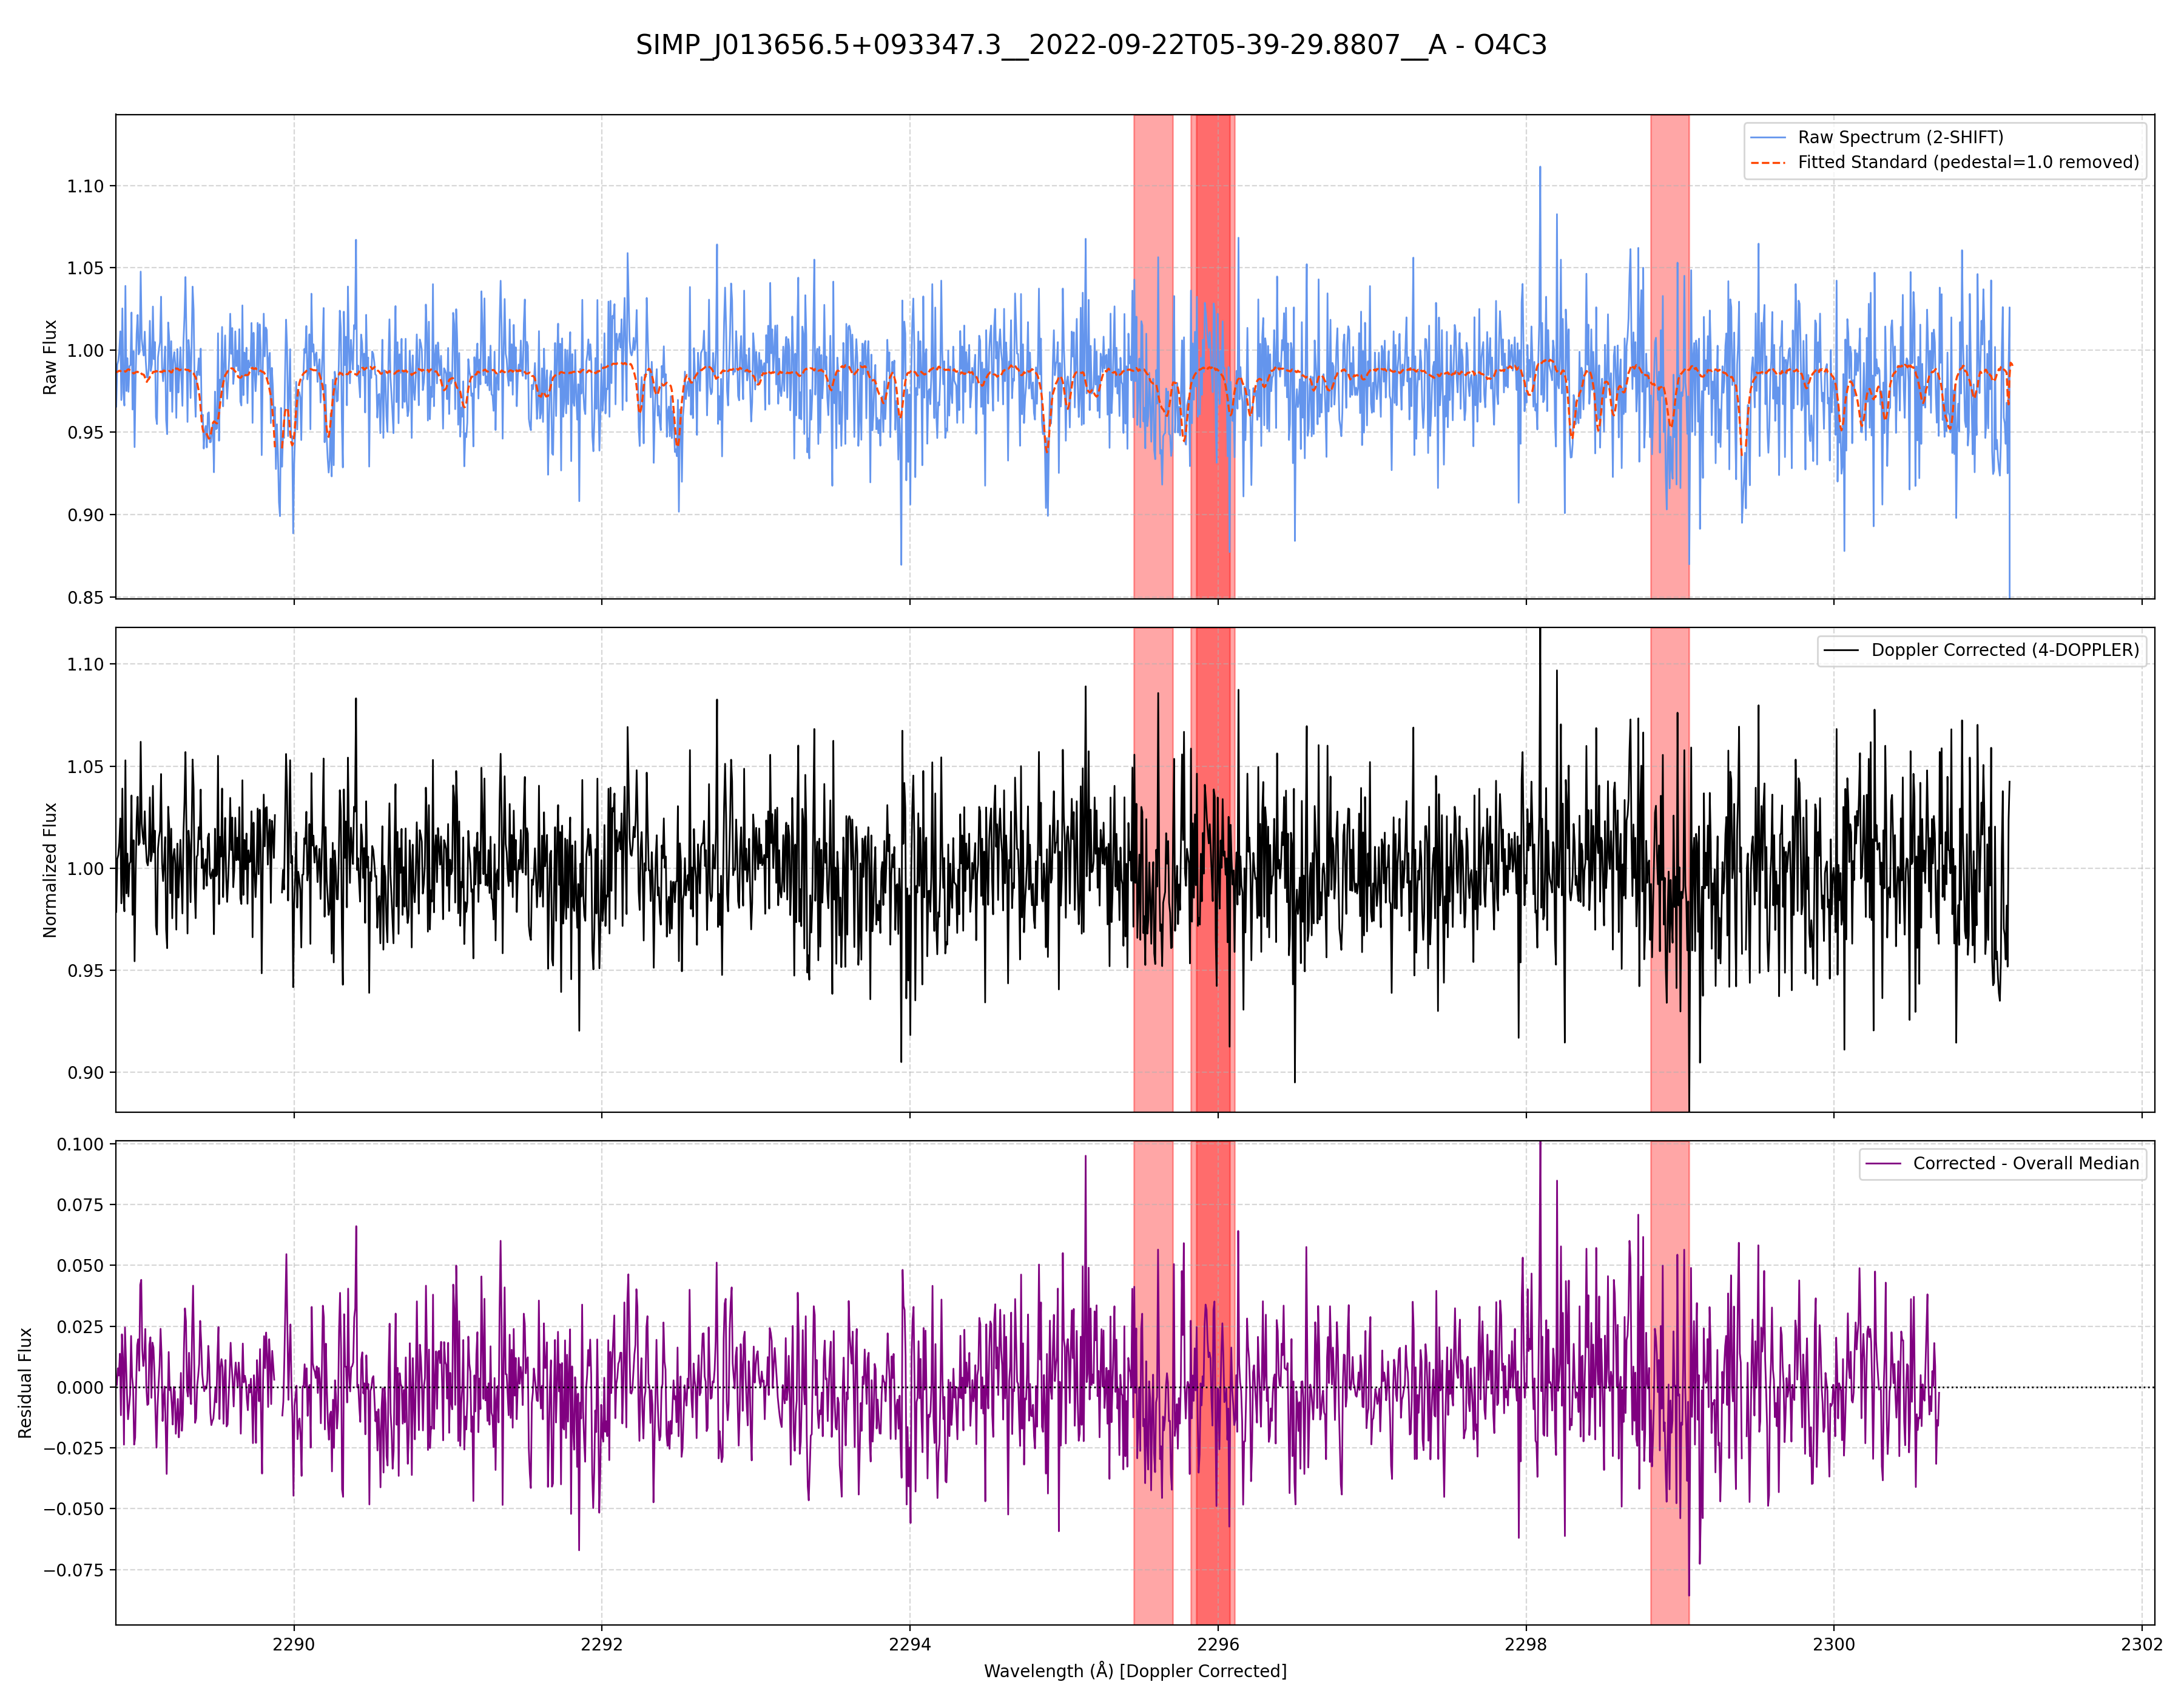 SIMP_J013656.5+093347.3__2022-09-22T05-39-29.8807__A - O4C3
Raw Spectrum (2-SHIFT)
Fitted Standard (pedestal=1.0 removed)
Raw Flux
1.10
1.05
1.00
0.95
0.90
0.85
Doppler Corrected (4-DOPPLER)
Normalized Flux
1.10
1.05
1.00
0.95
0.90
Corrected - Overall Median
Residual Flux
0.100
0.075
0.050
0.025
0.000
−0.025
−0.050
−0.075
2290 2292 2294 2296 2298 2300 2302
Wavelength (Å) [Doppler Corrected]